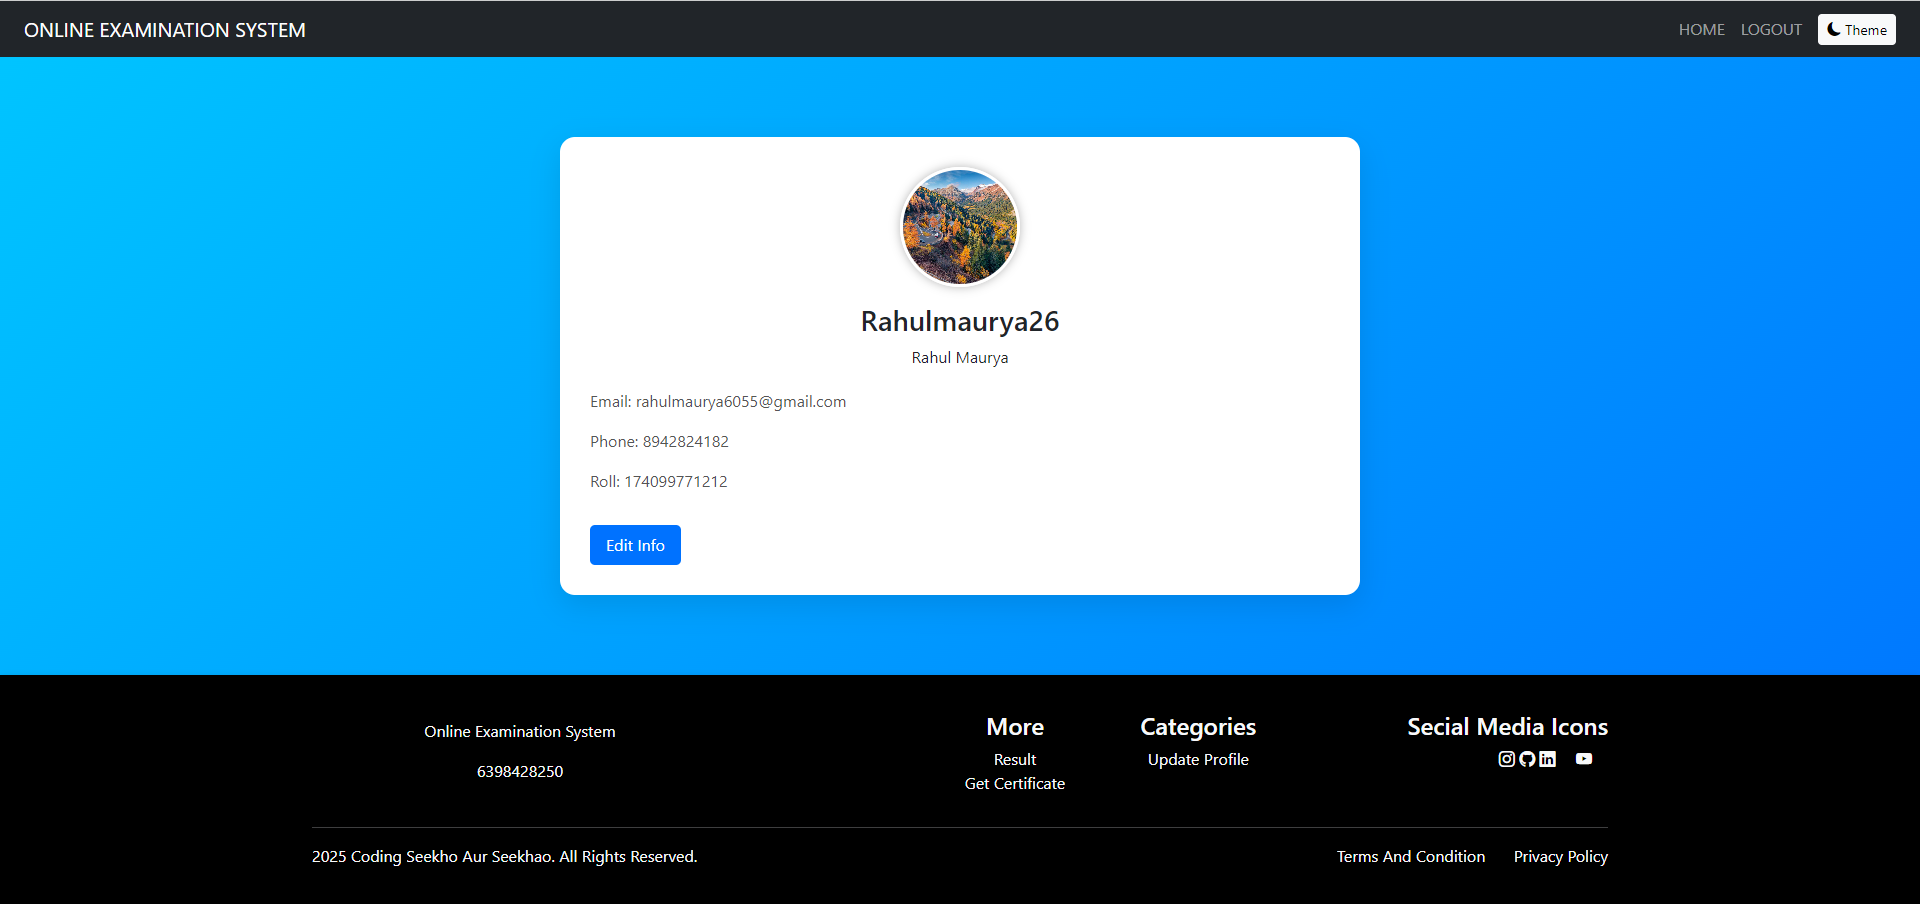 ONLINE EXAMINATION SYSTEM
HOME LOGOUT Theme
Rahulmaurya26
Rahul Maurya
Email: rahulmaurya6055@gmail.com
Phone: 8942824182
Roll: 174099771212
Edit Info
Online Examination System
6398428250
More
Result
Get Certificate
Categories
Update Profile
Secial Media Icons
2025 Coding Seekho Aur Seekhao. All Rights Reserved.
Terms And Condition Privacy Policy